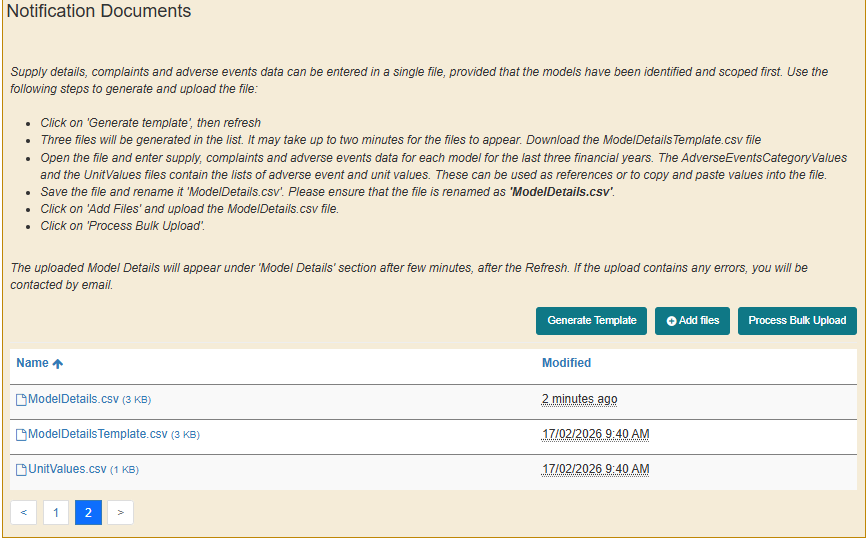 Notification Documents
Supply details, complaints and adverse events data can be entered in a single file, provided that the models have been identified and scoped first. Use the
following steps to generate and upload the file:
• Click on 'Generate template', then refresh
• Three files will be generated in the list. It may take up to two minutes for the files to appear. Download the ModelDetailsTemplate.csv file
• Open the file and enter supply, complaints and adverse events data for each model for the last three financial years. The AdverseEventsCategoryValues
and the UnitValues files contain the lists of adverse event and unit values. These can be used as references or to copy and paste values into the file.
• Save the file and rename it 'ModelDetails.csv'. Please ensure that the file is renamed as 'ModelDetails.csv'.
• Click on 'Add Files' and upload the ModelDetails.csv file.
• Click on 'Process Bulk Upload'.
The uploaded Model Details will appear under 'Model Details' section after few minutes, after the Refresh. If the upload contains any errors, you will be
contacted by email.
Generate Template Add files Process Bulk Upload
Name Modified
ModelDetails.csv (3 KB) 2 minutes ago
ModelDetailsTemplate.csv (3 KB) 17/02/2026 9:40 AM
UnitValues.csv (1 KB) 17/02/2026 9:40 AM
< 1 2 >